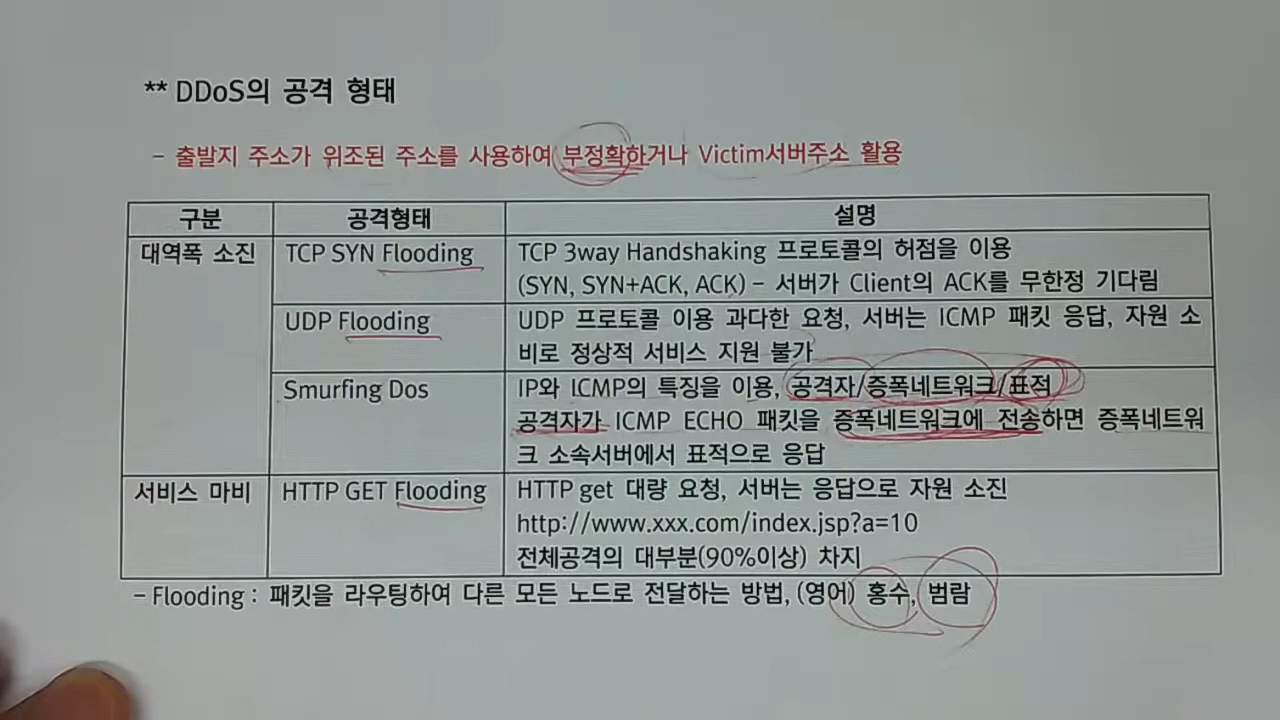 ** DDoS의 공격 형태
- 출발지 주소가 위조된 주소를 사용하여 부정확하거나 Victim서버주소 활용
구분 공격형태 설명
대역폭 소진 TCP SYN Flooding TCP 3way Handshaking 프로토콜의 허점을 이용
(SYN, SYN+ACK, ACK) - 서버가 Client의 ACK를 무한정 기다림
UDP Flooding UDP 프로토콜 이용 과다한 요청, 서버는 ICMP 패킷 응답, 자원 소
비로 정상적 서비스 지원 불가
Smurfing Dos IP와 ICMP의 특징을 이용, 공격자/증폭네트워크/표적
공격자가 ICMP ECHO 패킷을 증폭네트워크에 전송하면 증폭네트워
크 소속서버에서 표적으로 응답
서비스 마비 HTTP GET Flooding HTTP get 대량 요청, 서버는 응답으로 자원 소진
http://www.xxx.com/index.jsp?a=10
전체공격의 대부분(90%이상) 차지
- Flooding : 패킷을 라우팅하여 다른 모든 노드로 전달하는 방법, (영어) 홍수, 범람